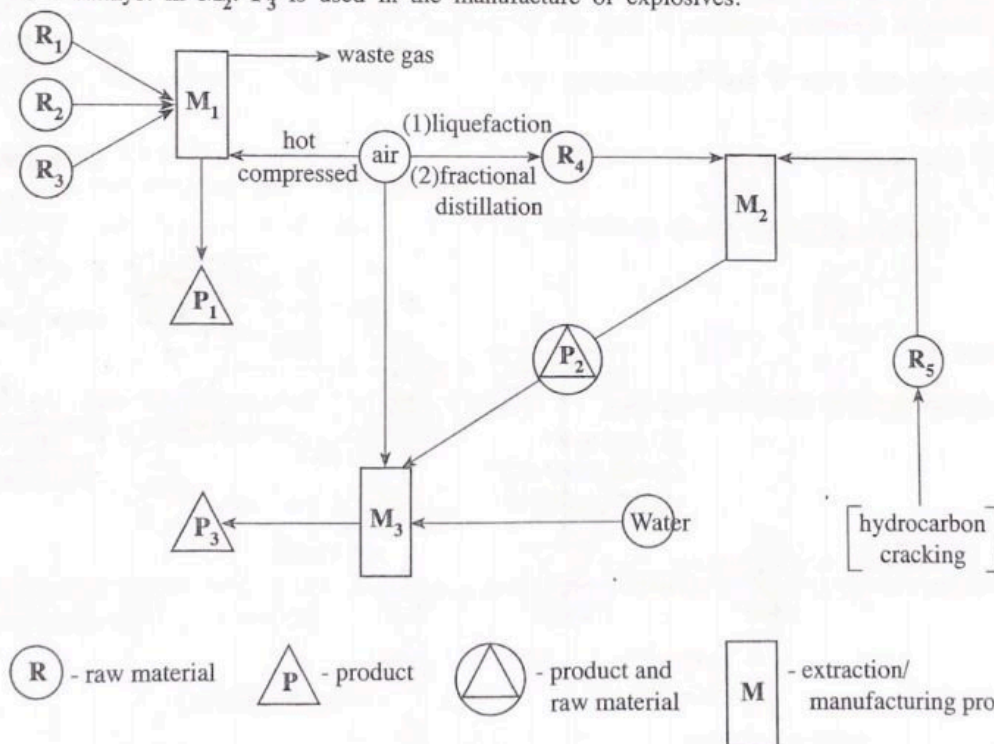 catalyst in M₂. P₃ is used in the manufacture of explosives.
R₁
waste gas
R₂
M₁
R₃
hot
compressed
air
(1)liquefaction
(2)fractional
distillation
R₄
M₂
P₁
P₂
R₅
P₃
M₃
Water
hydrocarbon
cracking
R - raw material
P - product
- product and
raw material
M
- extraction/
manufacturing pro